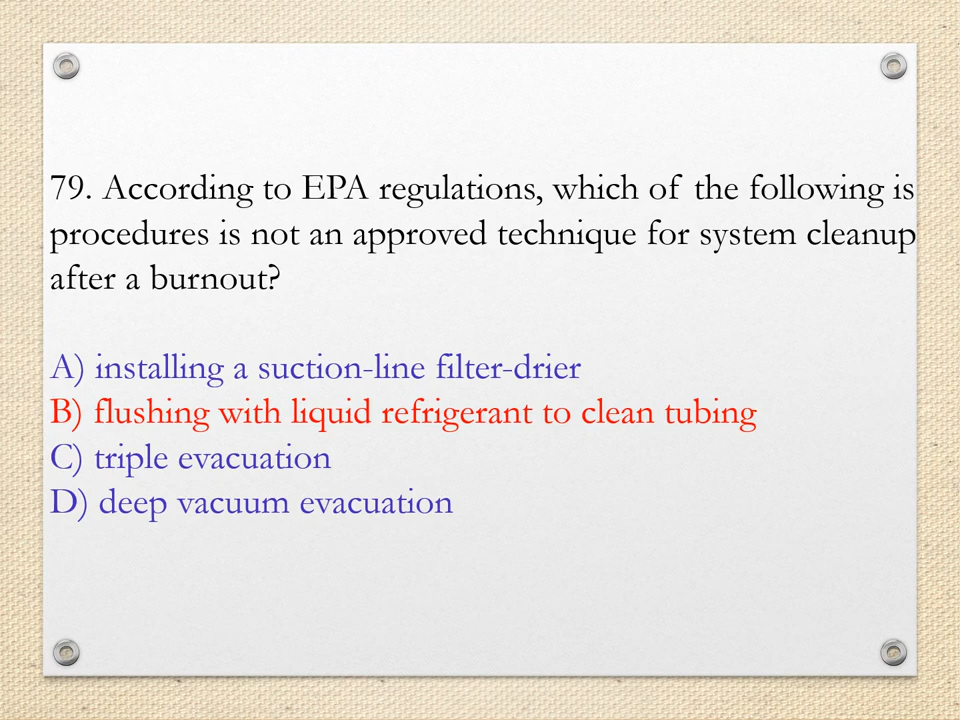 79. According to EPA regulations, which of the following is
procedures is not an approved technique for system cleanup
after a burnout?
A) installing a suction-line filter-drier
B) flushing with liquid refrigerant to clean tubing
C) triple evacuation
D) deep vacuum evacuation